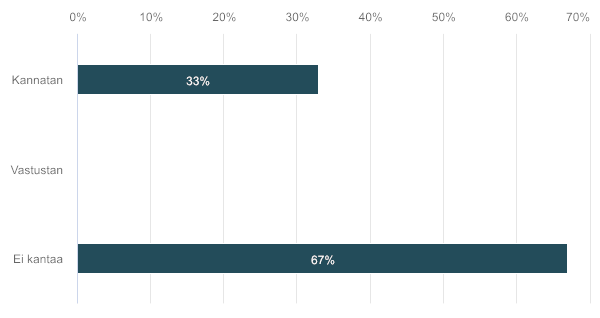 0% 10% 20% 30% 40% 50% 60% 70%
Kannatan 33%
Vastustan
Ei kantaa 67%